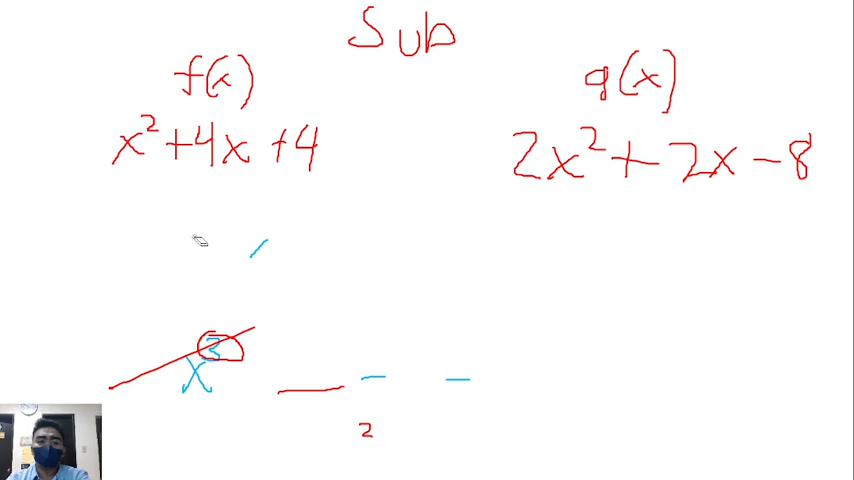 Sub
f(x) g(x)
x² + 4x + 4 2x² + 2x - 8
x³
2